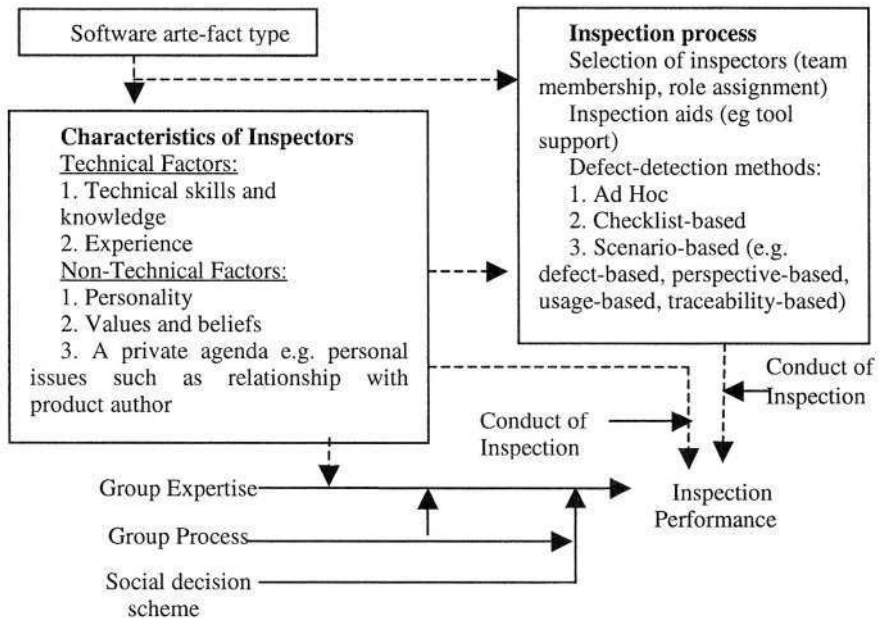 Software arte-fact type
Inspection process
Selection of inspectors (team
membership, role assignment)
Inspection aids (eg tool
support)
Defect-detection methods:
1. Ad Hoc
2. Checklist-based
3. Scenario-based (e.g.
defect-based, perspective-based,
usage-based, traceability-based)
Characteristics of Inspectors
Technical Factors:
1. Technical skills and
knowledge
2. Experience
Non-Technical Factors:
1. Personality
2. Values and beliefs
3. A private agenda e.g. personal
issues such as relationship with
product author
Conduct of
Inspection
Conduct of
Inspection
Group Expertise
Inspection
Performance
Group Process
Social decision
scheme